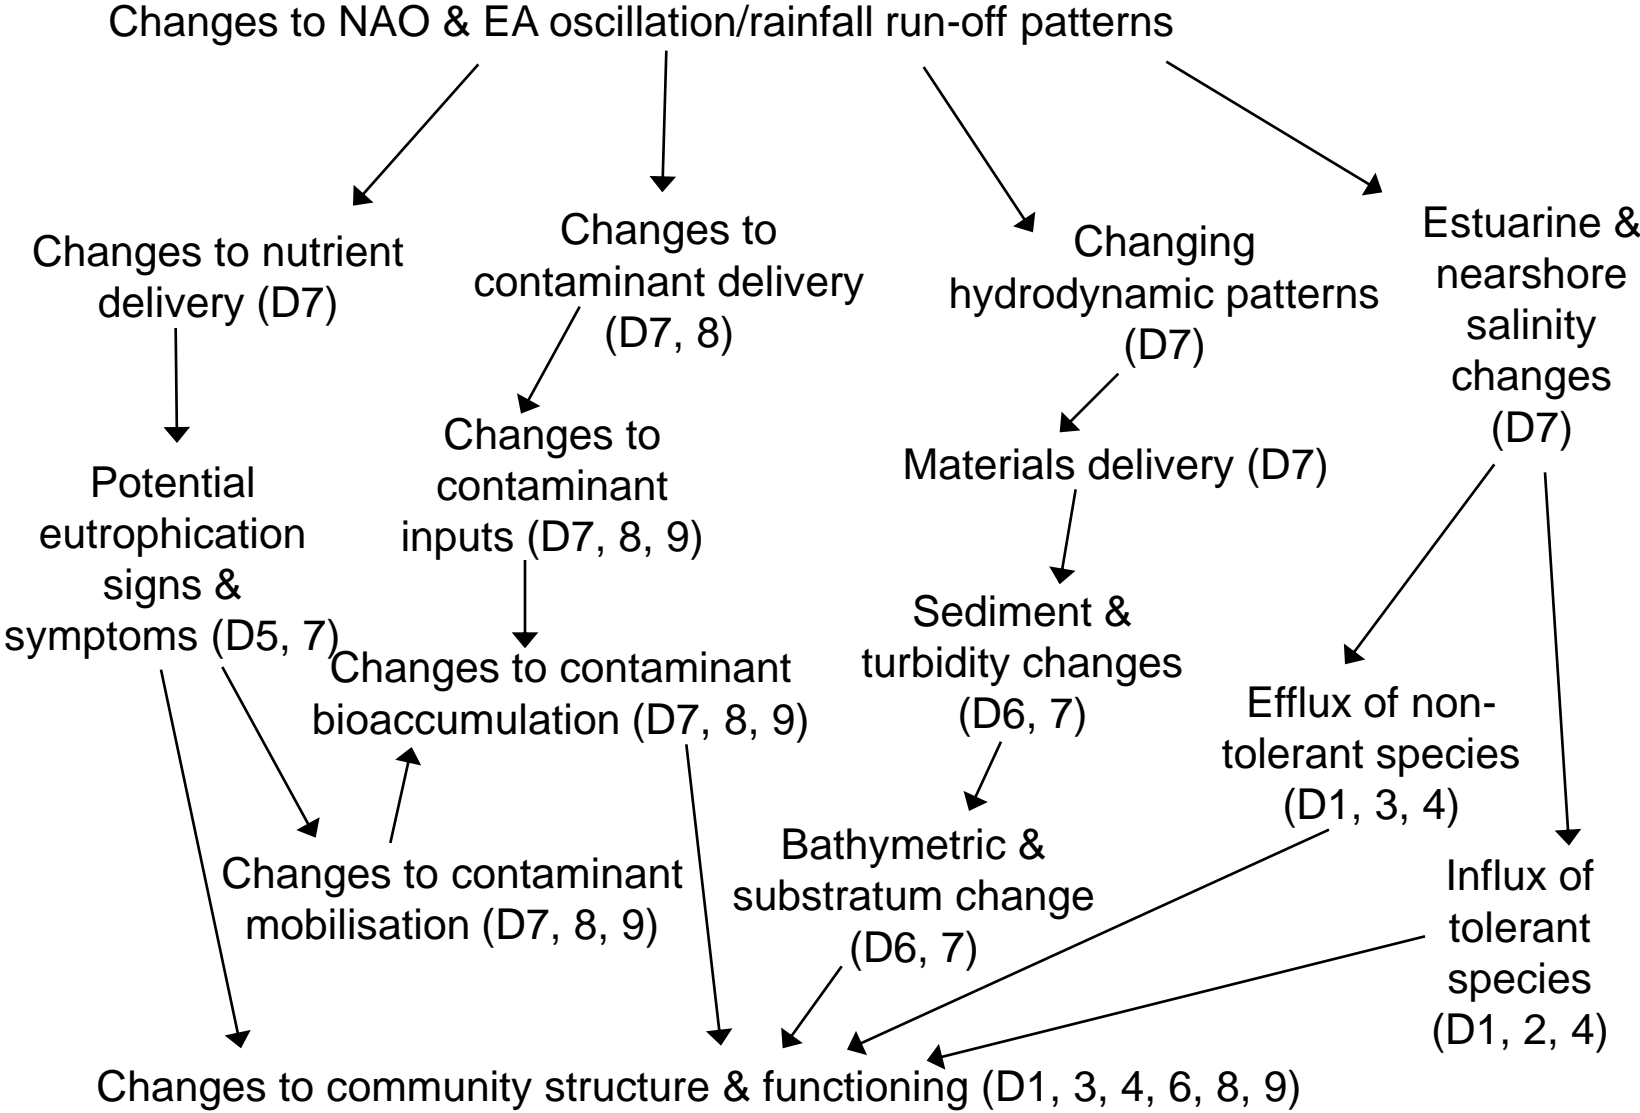 Changes to NAO & EA oscillation/rainfall run-off patterns
Changes to nutrient
delivery (D7)
Changes to
contaminant delivery
(D7, 8)
Changing
hydrodynamic patterns
(D7)
Estuarine &
nearshore
salinity
changes
(D7)
Potential
eutrophication
signs &
symptoms (D5, 7)
Changes to
contaminant
inputs (D7, 8, 9)
Materials delivery (D7)
Changes to contaminant
bioaccumulation (D7, 8, 9)
Sediment &
turbidity changes
(D6, 7)
Efflux of non-
tolerant species
(D1, 3, 4)
Changes to contaminant
mobilisation (D7, 8, 9)
Bathymetric &
substratum change
(D6, 7)
Influx of
tolerant
species
(D1, 2, 4)
Changes to community structure & functioning (D1, 3, 4, 6, 8, 9)